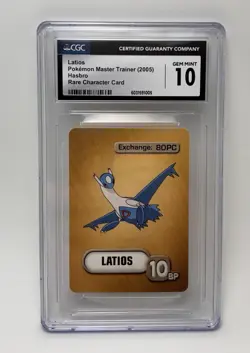 CGC
CERTIFIED GUARANTY COMPANY
Latios
Pokémon Master Trainer (2005)
Hasbro
Rare Character Card
GEM MINT
10
Exchange: 80PC
LATIOS
10 BP